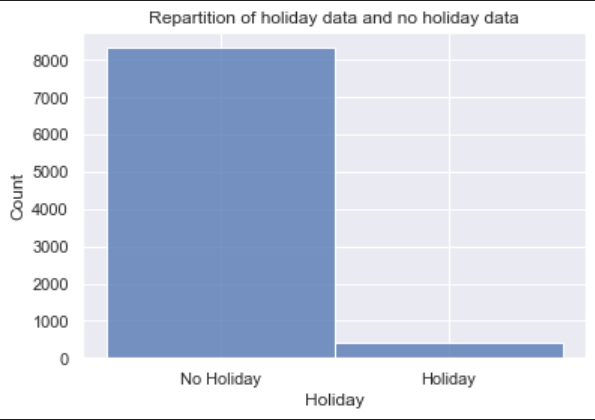 Repartition of holiday data and no holiday data
8000
7000
6000
5000
4000
3000
2000
1000
0
Count
No Holiday Holiday
Holiday